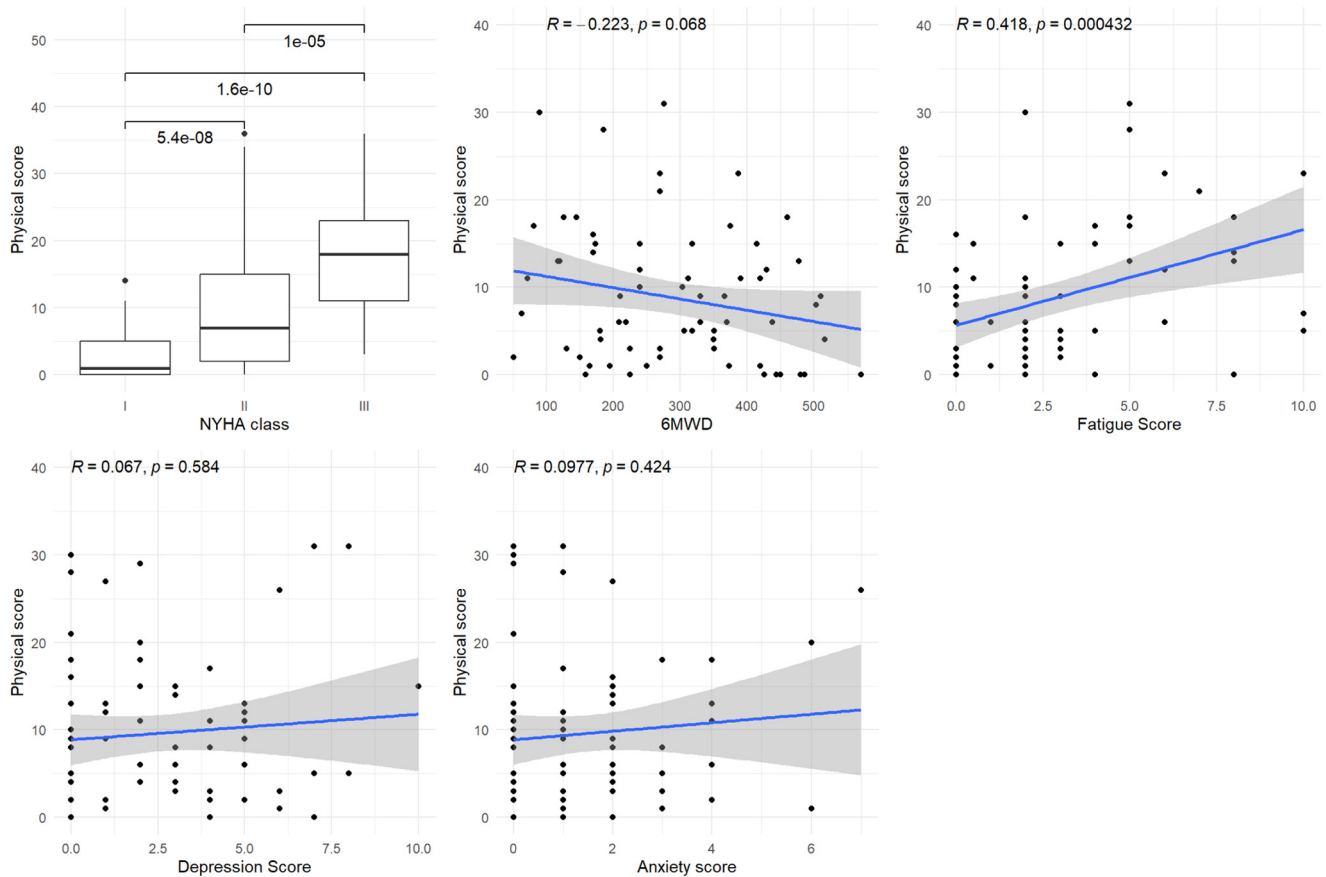 50
40
30
20
10
0
Physical score
1e-05
1.6e-10
5.4e-08
I II III
NYHA class
R = −0.223, p = 0.068
40
30
20
10
0
Physical score
100 200 300 400 500
6MWD
R = 0.418, p = 0.000432
40
30
20
10
0
Physical score
0.0 2.5 5.0 7.5 10.0
Fatigue Score
R = 0.067, p = 0.584
40
30
20
10
0
Physical score
0.0 2.5 5.0 7.5 10.0
Depression Score
R = 0.0977, p = 0.424
40
30
20
10
0
Physical score
0 2 4 6
Anxiety score